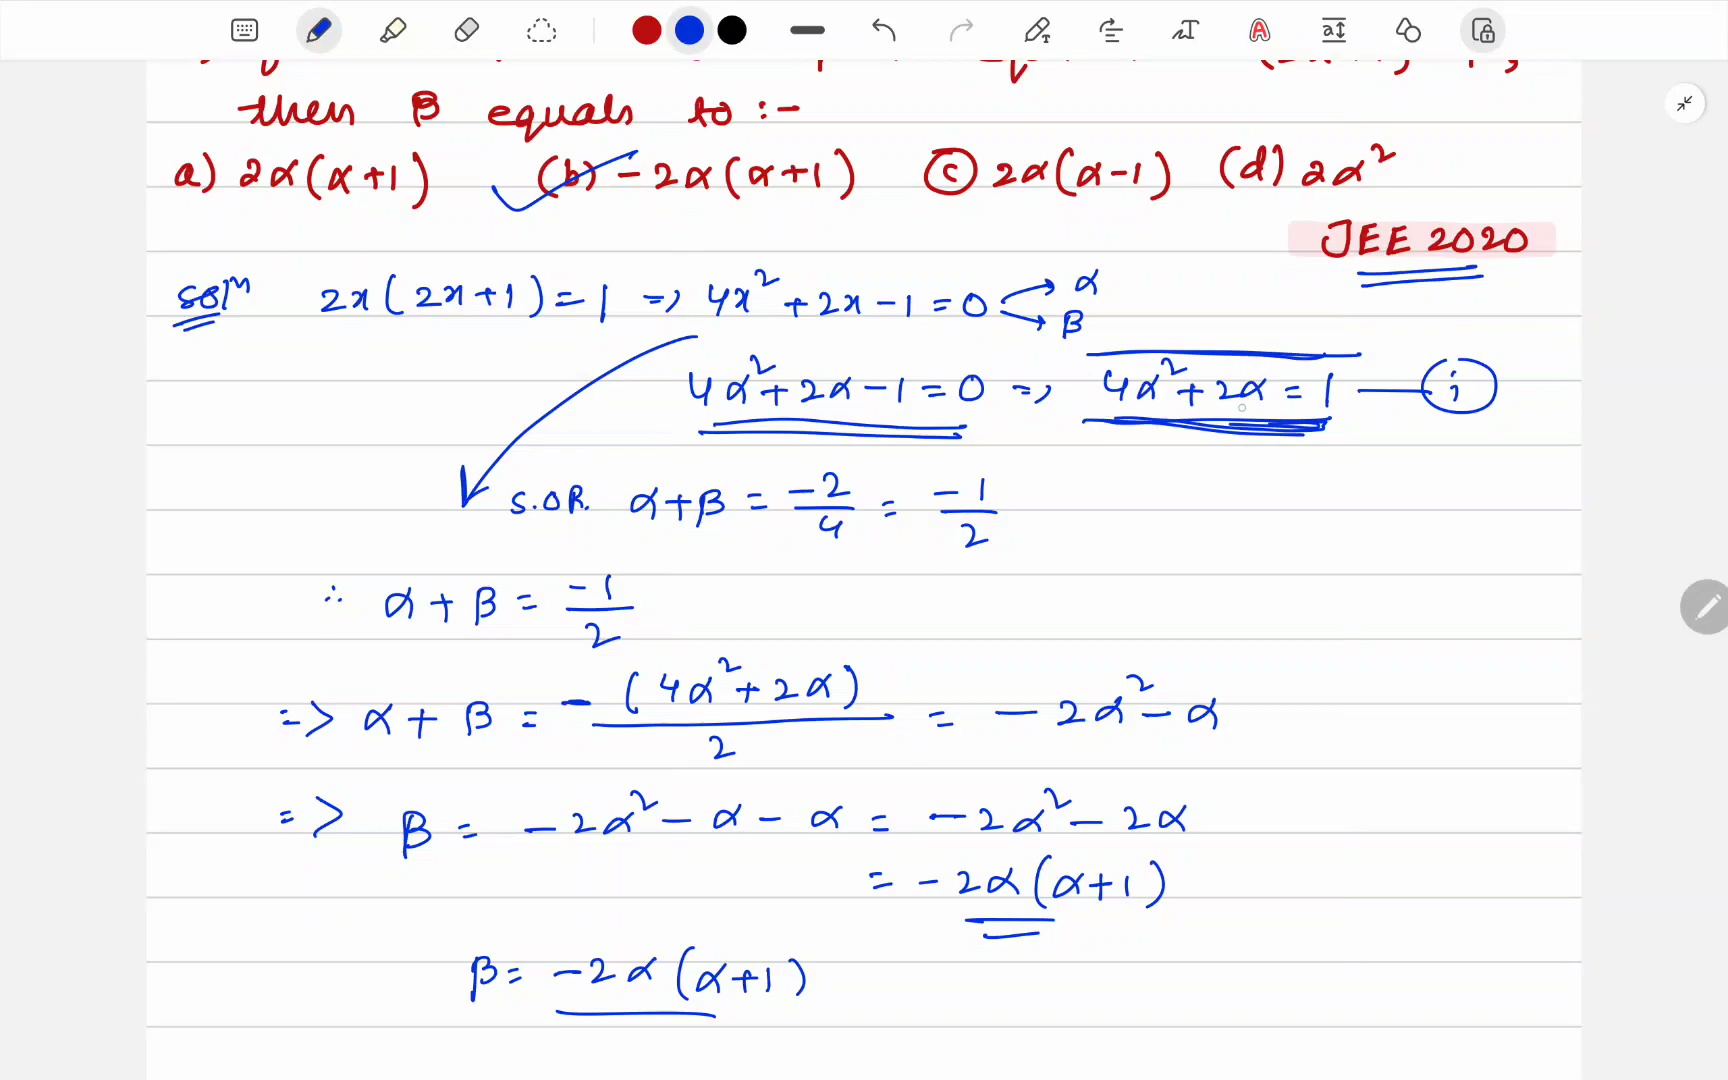 then β equals to :-
a) 2α(α+1) (b) -2α(α+1) (c) 2α(α-1) (d) 2α²
JEE 2020
Solⁿ 2x(2x+1)=1 => 4x²+2x-1=0 → α
→ β
4α²+2α-1=0 => 4α²+2α=1 — (i)
S.O.R. α+β = -2/4 = -1/2
∴ α+β = -1/2
=> α+β = -(4α²+2α)/2 = -2α²-α
=> β = -2α²-α-α = -2α²-2α
= -2α(α+1)
β = -2α(α+1)